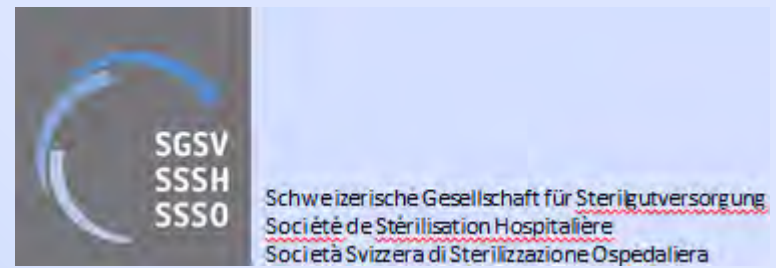 SGSV
SSSH
SSSO
Schweizerische Gesellschaft für Sterilgutversorgung
Société de Stérilisation Hospitalière
Società Svizzera di Sterilizzazione Ospedaliera